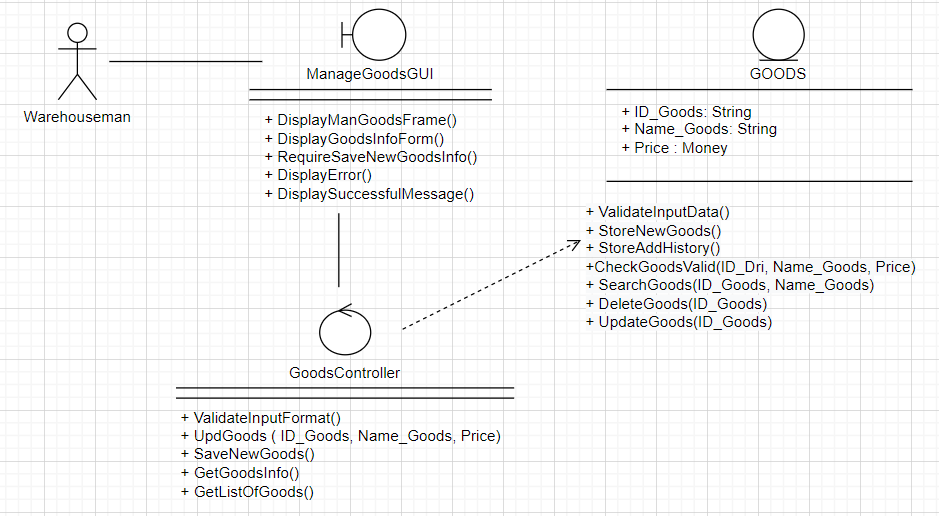 Warehouseman
ManageGoodsGUI
+ DisplayManGoodsFrame()
+ DisplayGoodsInfoForm()
+ RequireSaveNewGoodsInfo()
+ DisplayError()
+ DisplaySuccessfulMessage()
GOODS
+ ID_Goods: String
+ Name_Goods: String
+ Price : Money
+ ValidateInputData()
+ StoreNewGoods()
+ StoreAddHistory()
+CheckGoodsValid(ID_Dri, Name_Goods, Price)
+ SearchGoods(ID_Goods, Name_Goods)
+ DeleteGoods(ID_Goods)
+ UpdateGoods(ID_Goods)
GoodsController
+ ValidateInputFormat()
+ UpdGoods ( ID_Goods, Name_Goods, Price)
+ SaveNewGoods()
+ GetGoodsInfo()
+ GetListOfGoods()